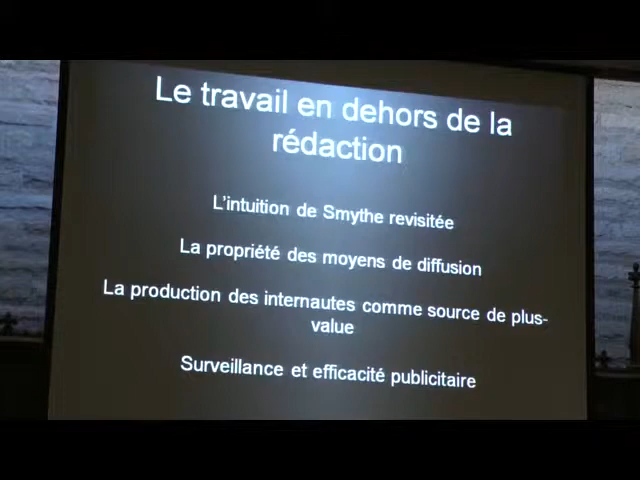 Le travail en dehors de la
rédaction
L'intuition de Smythe revisitée
La propriété des moyens de diffusion
La production des internautes comme source de plus-
value
Surveillance et efficacité publicitaire